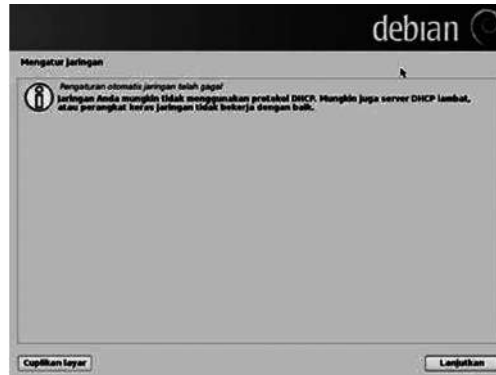 debian
Mengatur jaringan
Pengaturan otomatis jaringan telah gagal
Jaringan Anda mungkin tidak menggunakan protokol DHCP. Mungkin juga server DHCP lambat,
atau perangkat keras jaringan tidak bekerja dengan baik.
Cuplikan layar
Lanjutkan